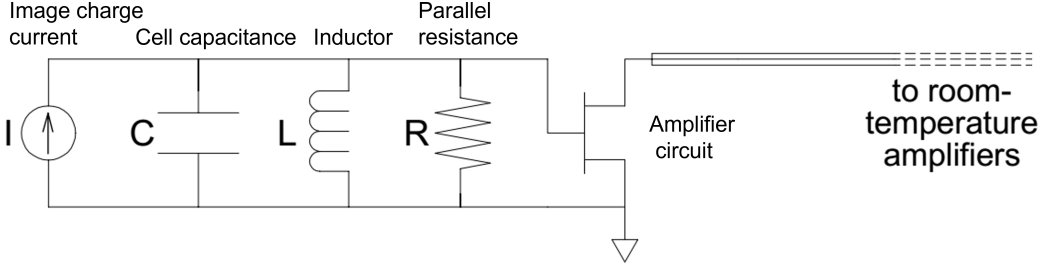 Image charge
current
Cell capacitance
Inductor
Parallel
resistance
I
C
L
R
Amplifier
circuit
to room-
temperature
amplifiers